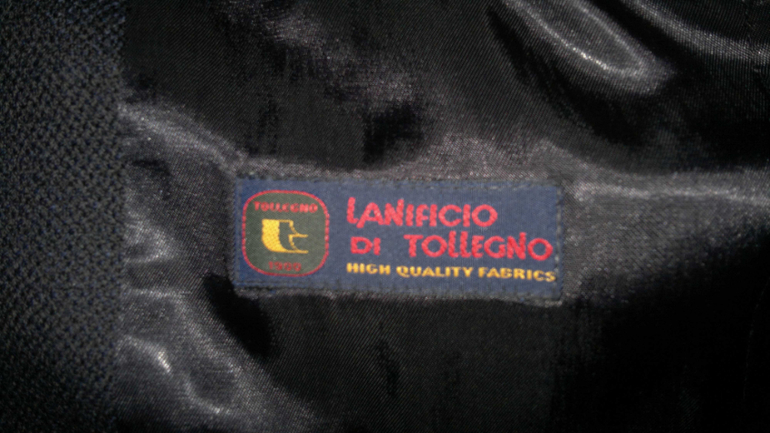 TOLLEGNO
LANIFICIO
DI TOLLEGNO
HIGH QUALITY FABRICS